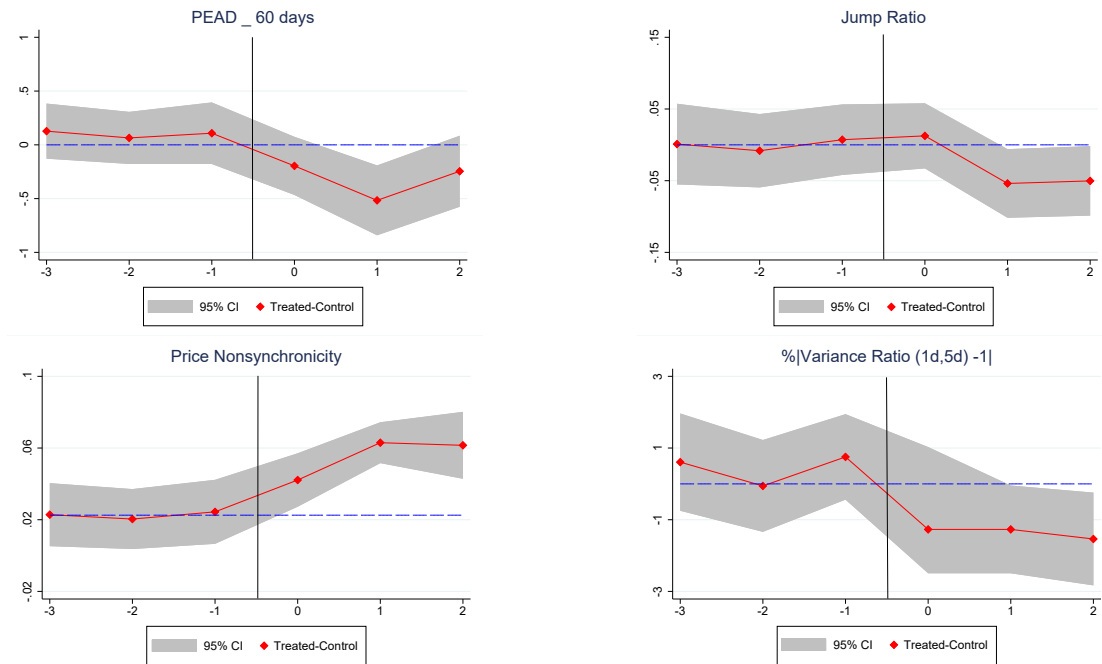 PEAD _ 60 days
1
.5
0
-.5
-1
-3 -2 -1 0 1 2
95% CI Treated-Control
Jump Ratio
.15
.05
-.05
-.15
-3 -2 -1 0 1 2
95% CI Treated-Control
Price Nonsynchronicity
.1
.06
.02
-.02
-3 -2 -1 0 1 2
95% CI Treated-Control
%|Variance Ratio (1d,5d) -1|
3
1
-1
-3
-3 -2 -1 0 1 2
95% CI Treated-Control